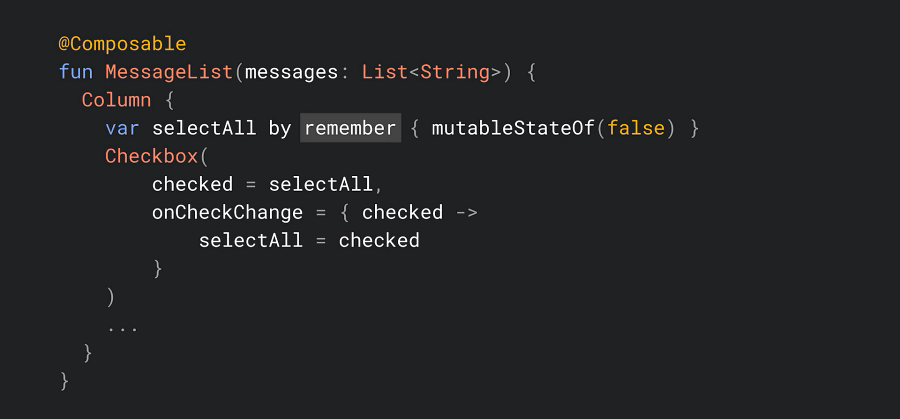 @Composable
fun MessageList(messages: List<String>) {
  Column {
    var selectAll by remember { mutableStateOf(false) }
    Checkbox(
        checked = selectAll,
        onCheckChange = { checked ->
            selectAll = checked
        }
    )
    ...
  }
}